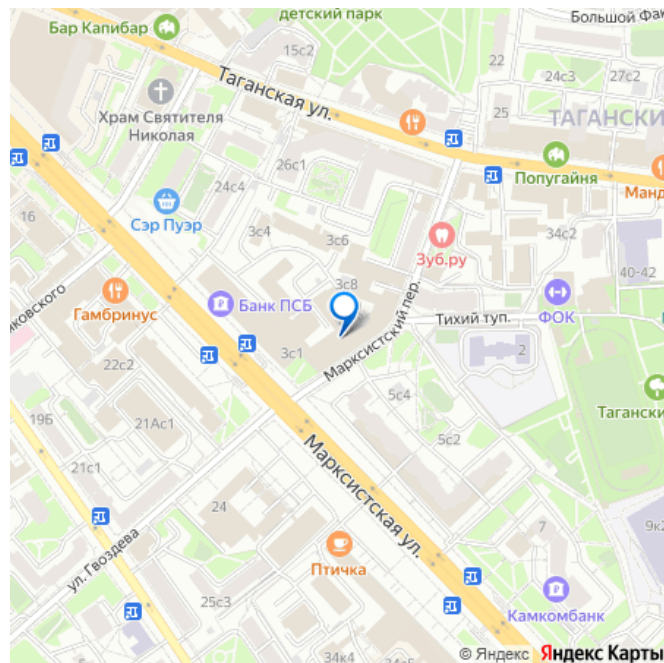 детский парк
Большой Фак
Бар Капибар
15с2
Таганская ул.
22
24с3
27с2
25
Храм Святителя
Николая
ТАГАНСКИ
26с1
Попугайня
Манд
24с4
16
Сэр Пуэр
3с4
3с6
Зуб.ру
34с2
3с8
40-42
иковского
Гамбринус
Банк ПСБ
Марксистский пер.
Тихий туп.
ФОК
3с1
2
22с2
5с4
Тагански
19Б
21Ас1
5с2
21с1
Марксистская ул.
24
7
9к2
ул. Гвоздева
Птичка
Камкомбанк
25с3
34к4
© Яндекс Яндекс Карты